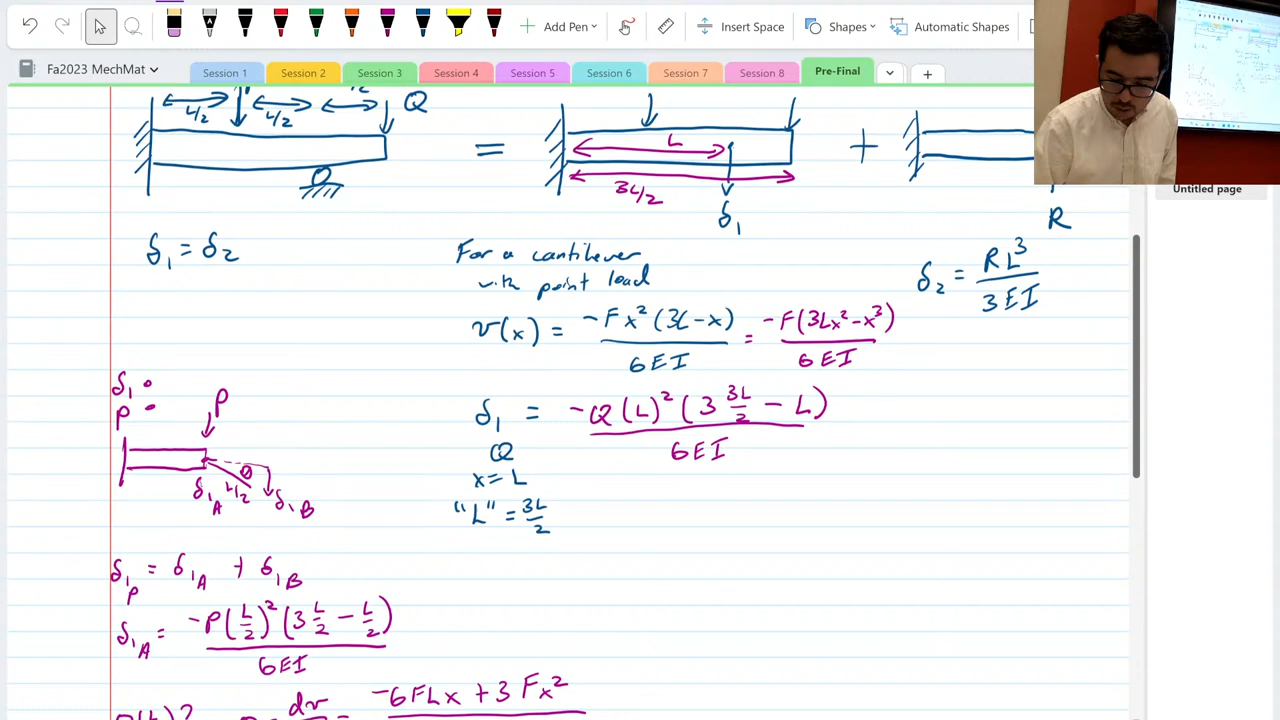 Add Pen
Insert Space
Shapes
Automatic Shapes
Fa2023 MechMat
Session 1
Session 2
Session 3
Session 4
Session 5
Session 6
Session 7
Session 8
Pre-Final
Untitled page
L/2
L/2
Q
=
L
3L/2
δ₁
+
R
δ₁ = δ₂
For a cantilever
with point load
v(x) = -Fx²(3L-x) / 6EI = -F(3Lx²-x³) / 6EI
δ₂ = RL³ / 3EI
δ₁ = -Q(L)²(3 3L/2 - L) / 6EI
Q
x = L
"L" = 3L/2
δ₁
P
P
δ₁A
L/2
θ
δ₁B
δ₁P = δ₁A + δ₁B
δ₁A = -P(L/2)²(3 L/2 - L/2) / 6EI
dv
= -6FLx + 3Fx²